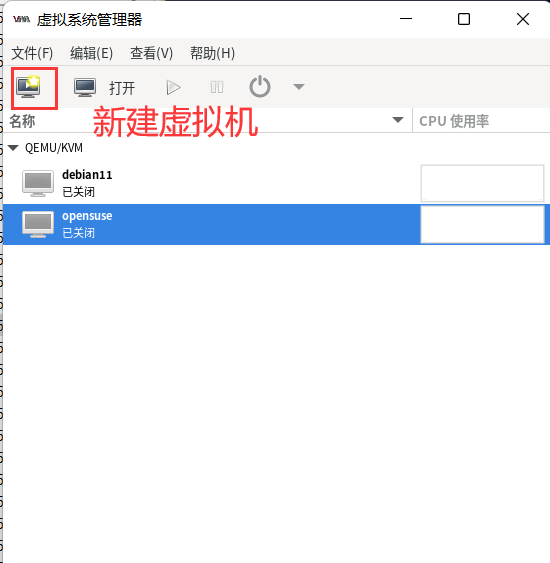 虚拟系统管理器
文件(F) 编辑(E) 查看(V) 帮助(H)
打开
新建虚拟机
名称 CPU 使用率
QEMU/KVM
debian11
已关闭
opensuse
已关闭